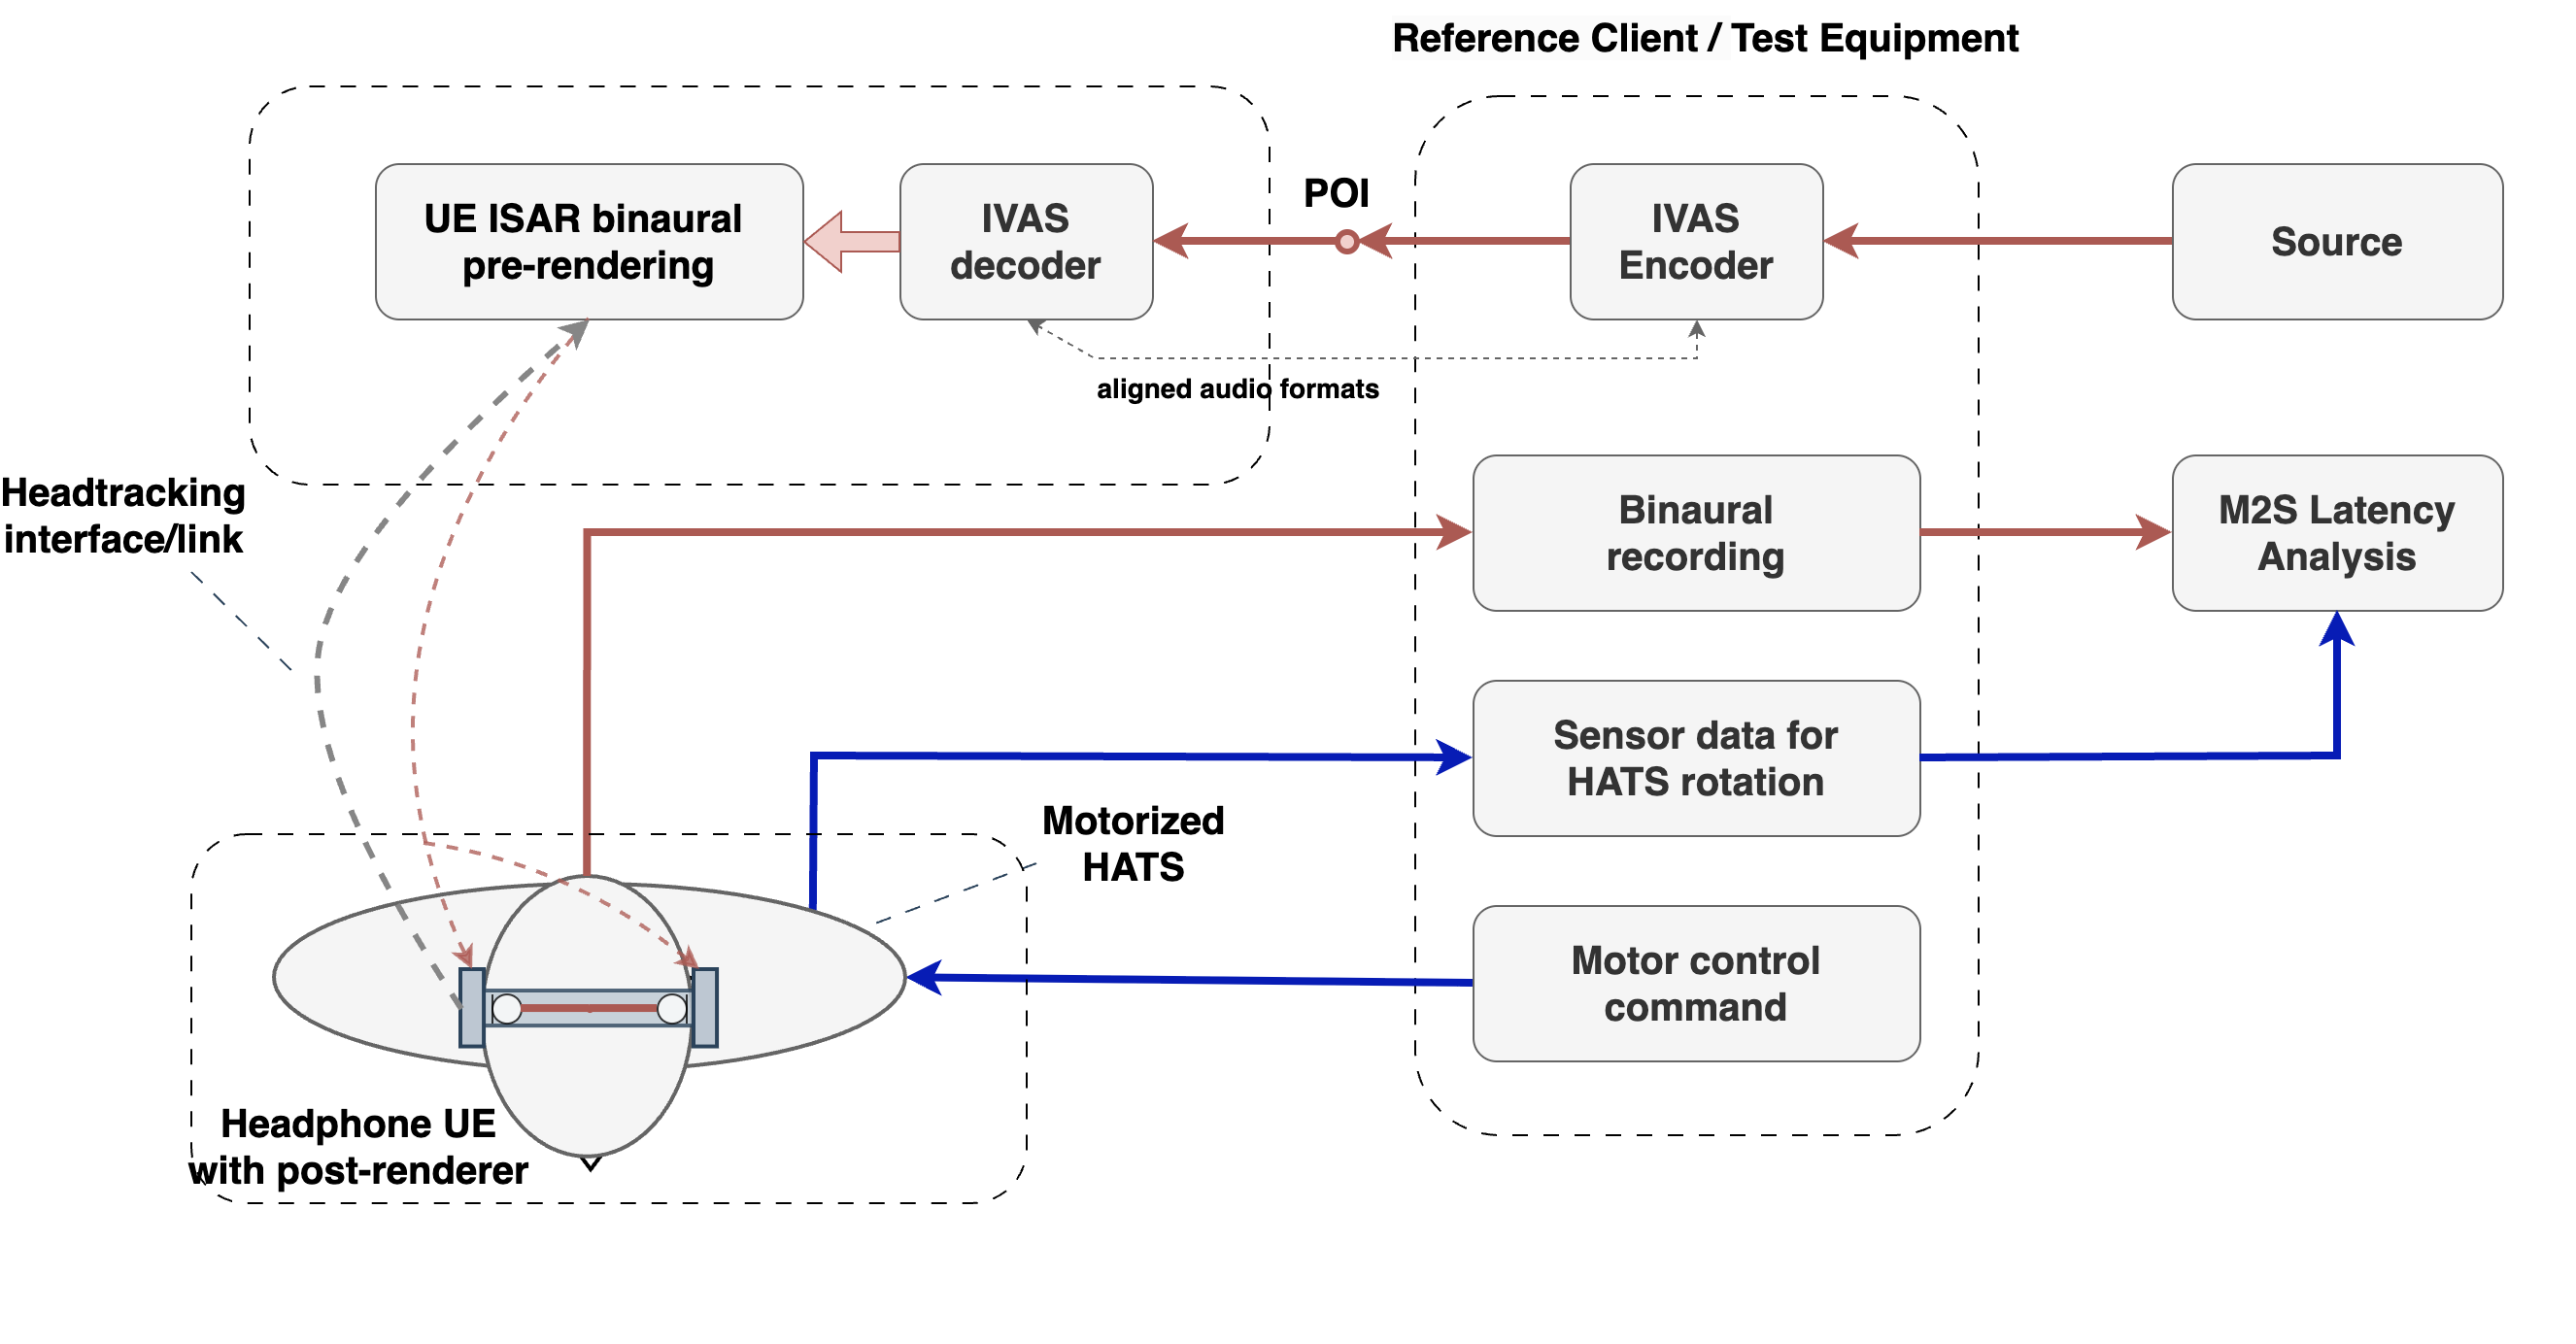 Reference Client / Test Equipment
UE ISAR binaural
pre-rendering
IVAS
decoder
POI
IVAS
Encoder
Source
aligned audio formats
Headtracking
interface/link
Binaural
recording
M2S Latency
Analysis
Sensor data for
HATS rotation
Motorized
HATS
Motor control
command
Headphone UE
with post-renderer